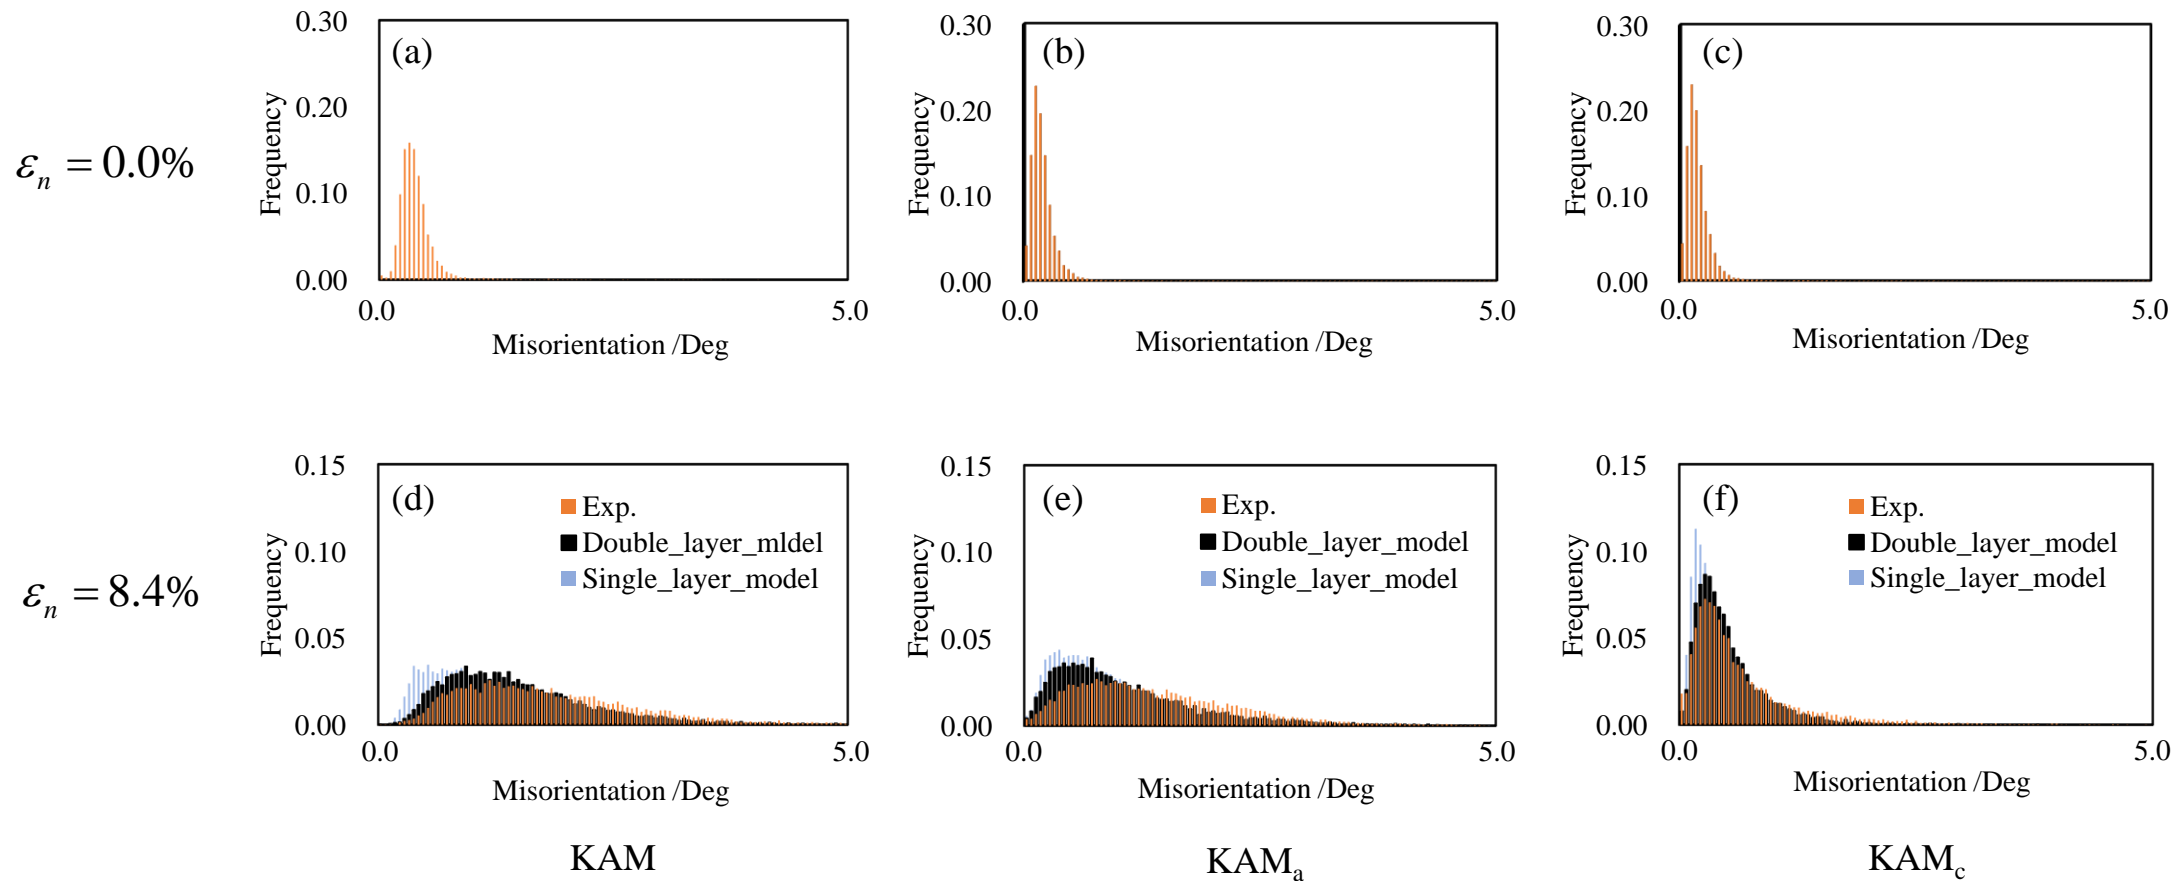 εn = 0.0%
(a)
0.30
0.20
0.10
0.00
Frequency
0.0
5.0
Misorientation /Deg
(b)
0.30
0.20
0.10
0.00
Frequency
0.0
5.0
Misorientation /Deg
(c)
0.30
0.20
0.10
0.00
Frequency
0.0
5.0
Misorientation /Deg
εn = 8.4%
(d)
0.15
0.10
0.05
0.00
Frequency
Exp.
Double_layer_mldel
Single_layer_model
0.0
5.0
Misorientation /Deg
KAM
(e)
0.15
0.10
0.05
0.00
Frequency
Exp.
Double_layer_model
Single_layer_model
0.0
5.0
Misorientation /Deg
KAMa
(f)
0.15
0.10
0.05
0.00
Frequency
Exp.
Double_layer_model
Single_layer_model
0.0
5.0
Misorientation /Deg
KAMc